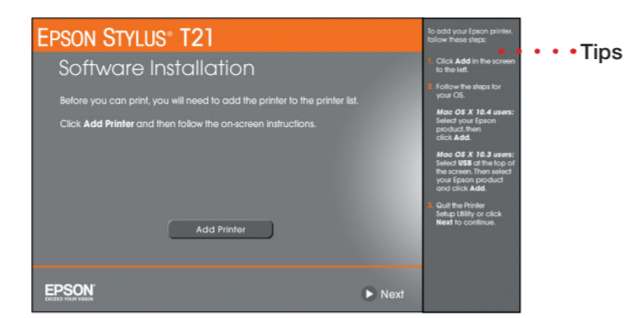 EPSON STYLUS® T21
Software Installation
Before you can print, you will need to add the printer to the printer list.
Click Add Printer and then follow the on-screen instructions.
Add Printer
EPSON
EXCEED YOUR VISION
Next
To add your Epson printer,
follow these steps:
1. Click Add in the screen
to the left.
2. Follow the steps for
your OS.
Mac OS X 10.4 users:
Select your Epson
product, then
click Add.
Mac OS X 10.3 users:
Select USB at the top of
the screen. Then select
your Epson product
and click Add.
3. Quit the Printer
Setup Utility or click
Next to continue.
Tips